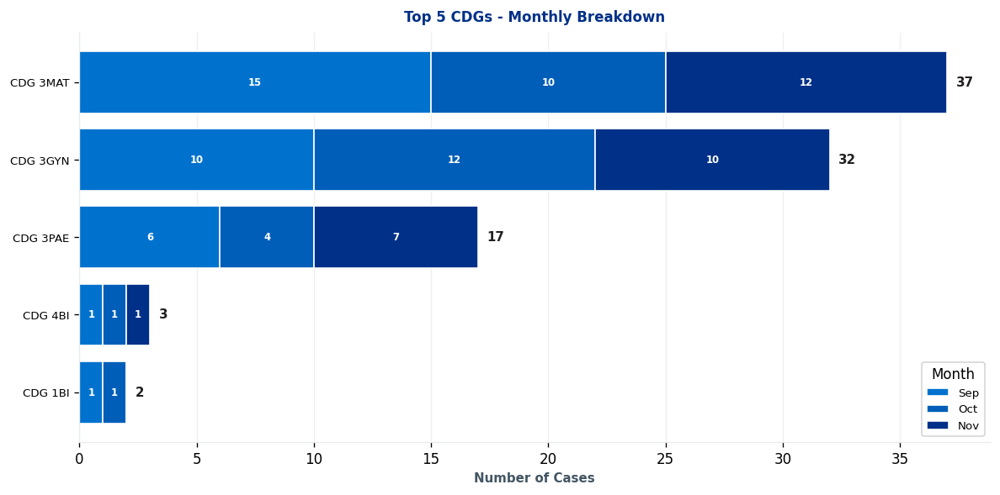 Top 5 CDGs - Monthly Breakdown
CDG 3MAT 15 10 12 37
CDG 3GYN 10 12 10 32
CDG 3PAE 6 4 7 17
CDG 4BI 1 1 1 3
CDG 1BI 1 1 2
Month
Sep
Oct
Nov
0 5 10 15 20 25 30 35
Number of Cases